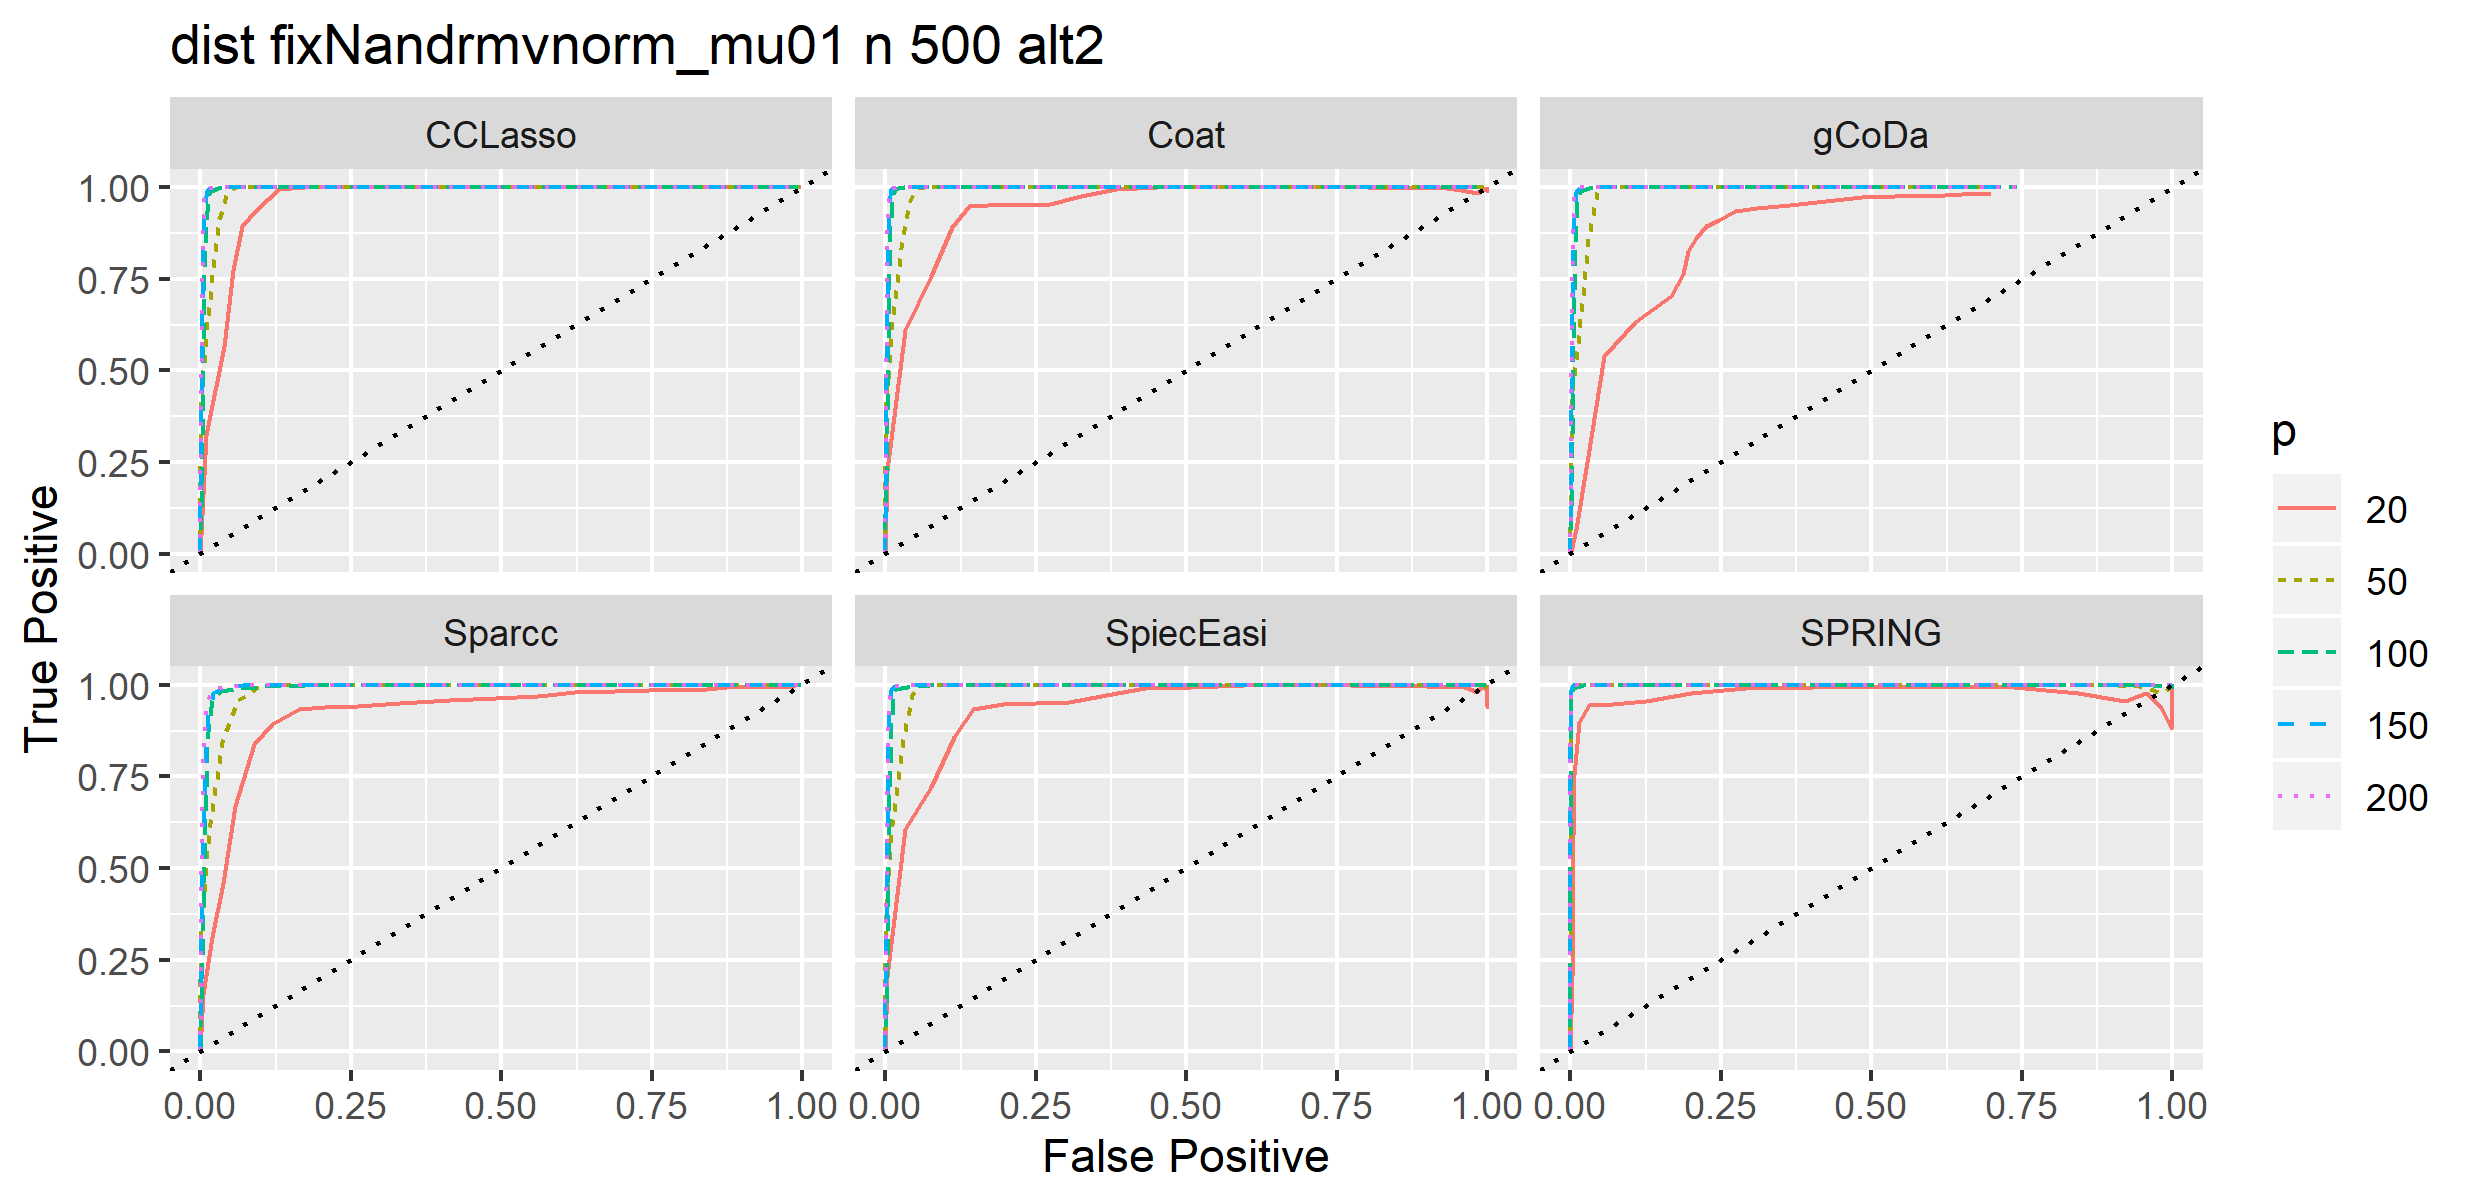 dist fixNandrmvnorm_mu01 n 500 alt2
CCLasso
Coat
gCoDa
1.00
0.75
0.50
0.25
0.00
Sparcc
SpiecEasi
SPRING
1.00
0.75
0.50
0.25
0.00
0.00 0.25 0.50 0.75 1.00
0.00 0.25 0.50 0.75 1.00
0.00 0.25 0.50 0.75 1.00
False Positive
True Positive
p
20
50
100
150
200